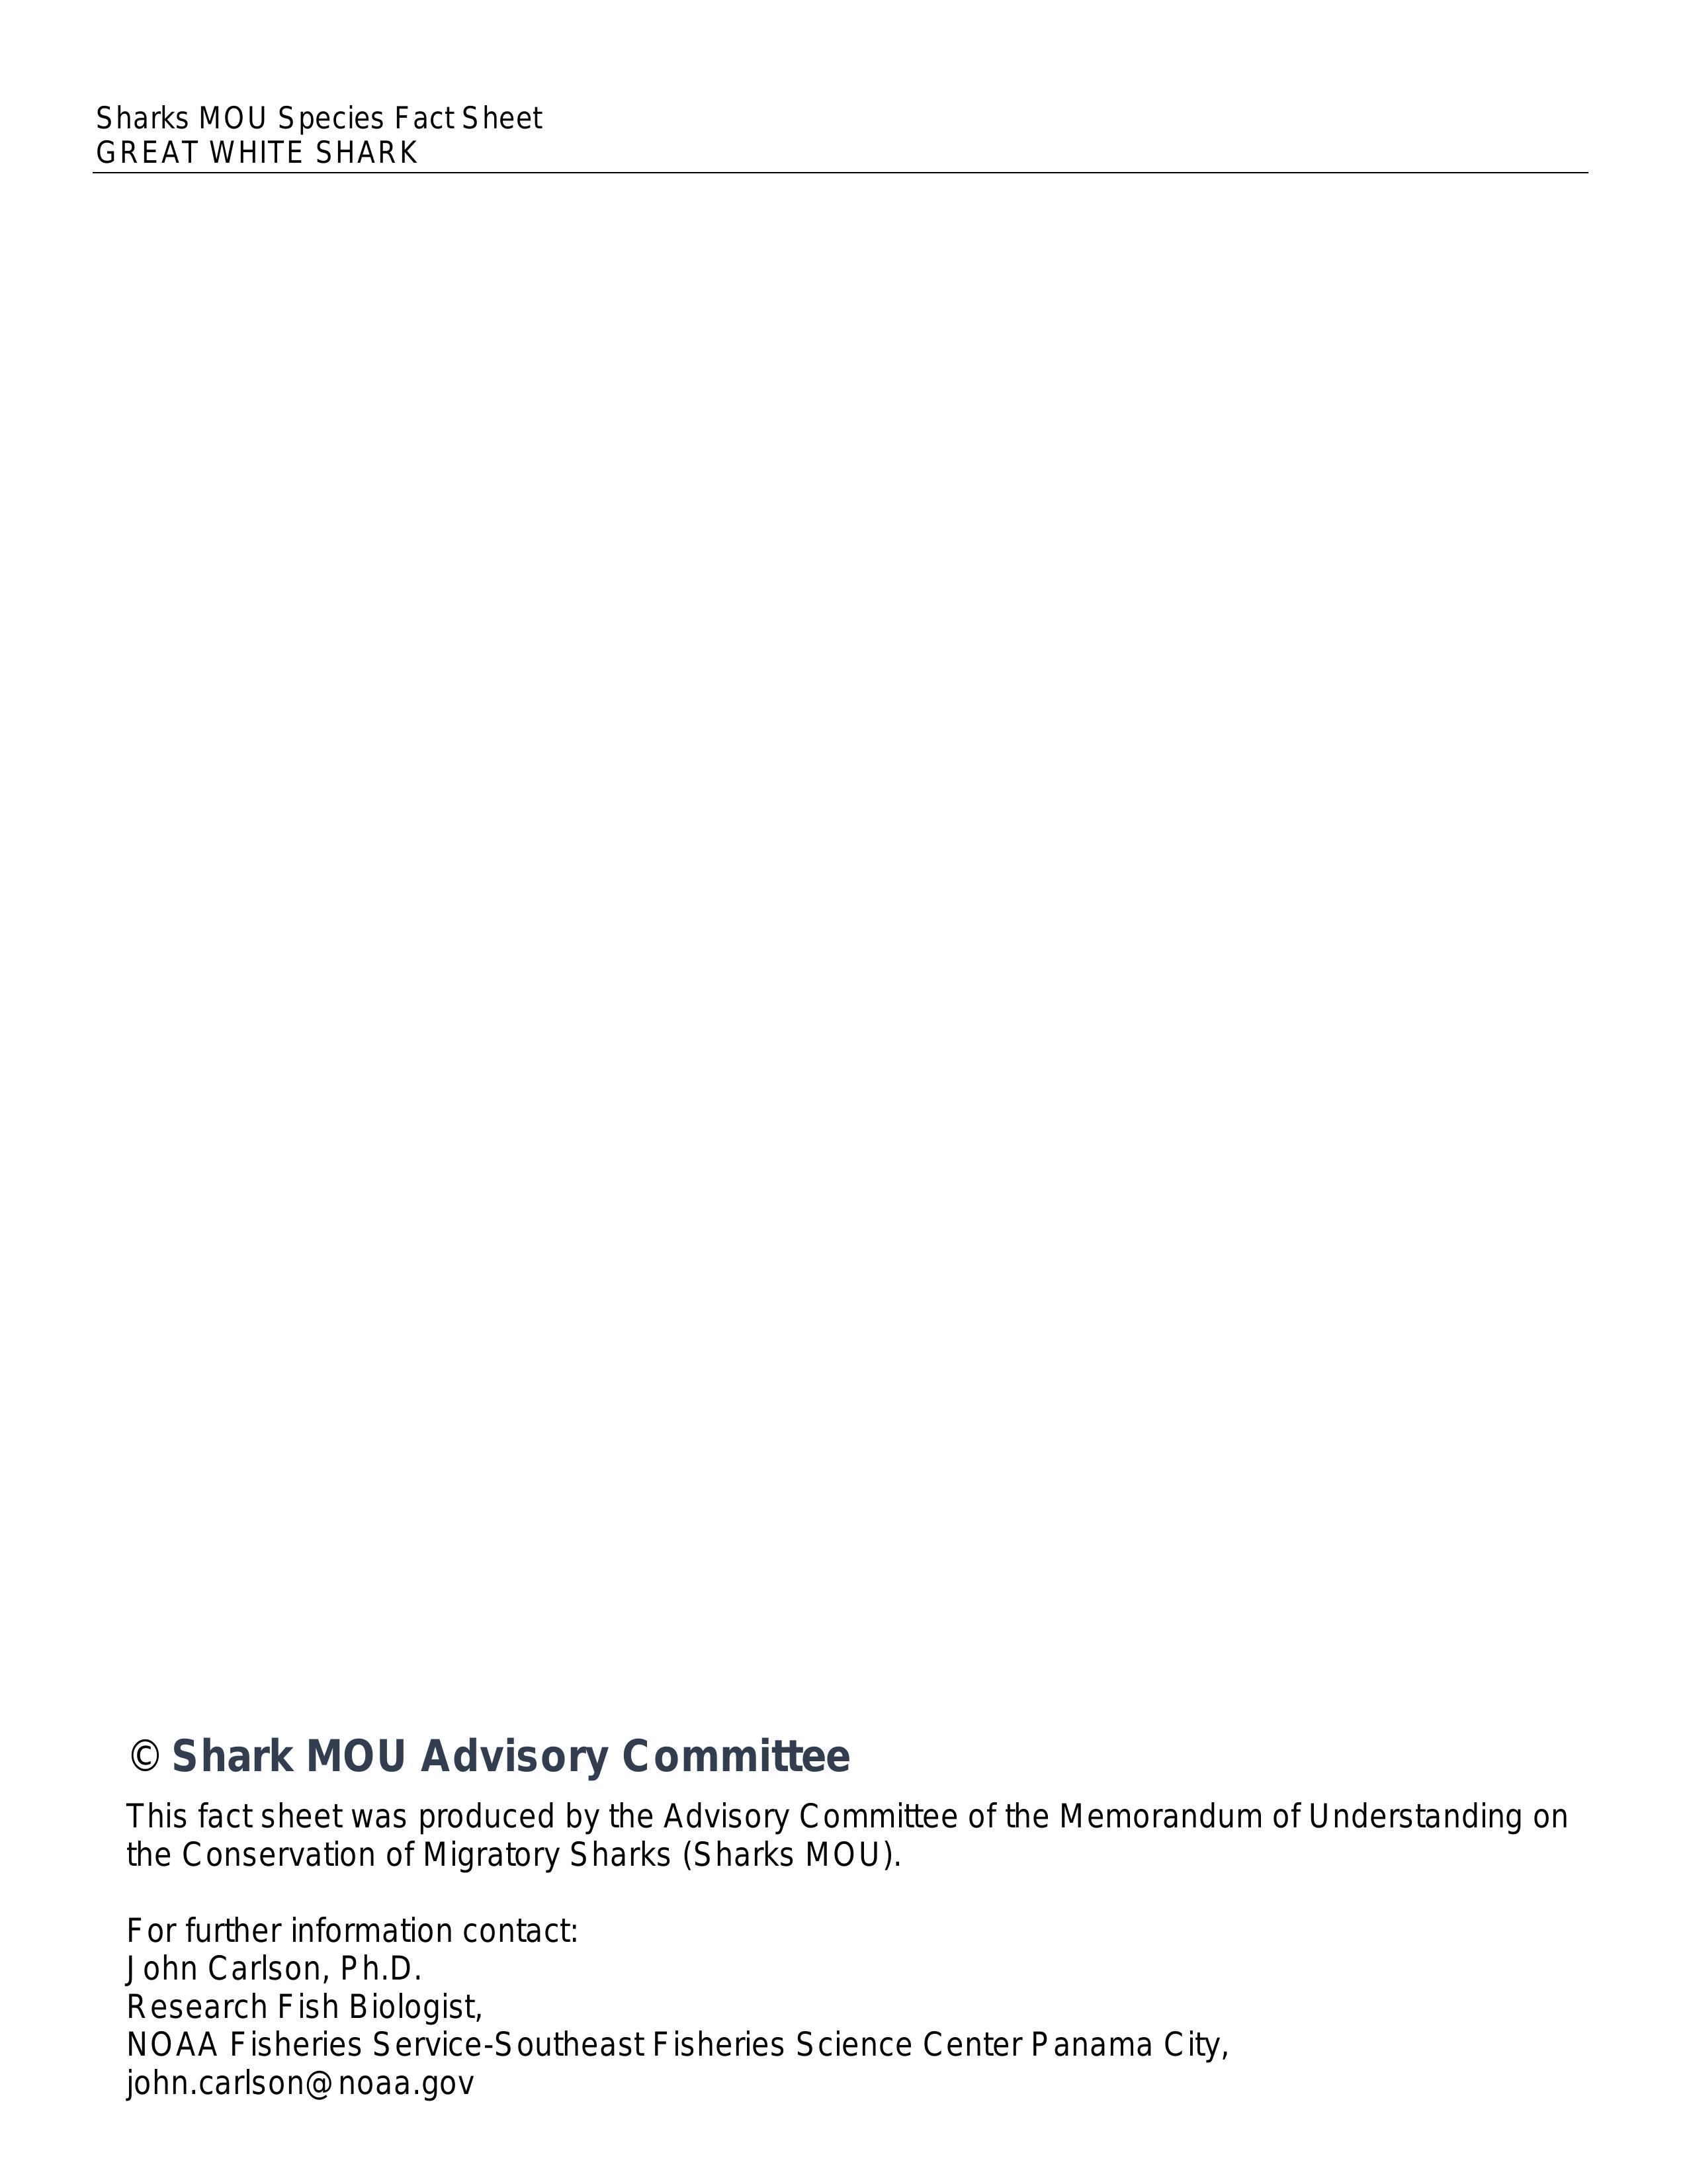 Sharks MOU Species Fact Sheet
GREAT WHITE SHARK
© Shark MOU Advisory Committee
This fact sheet was produced by the Advisory Committee of the Memorandum of Understanding on
the Conservation of Migratory Sharks (Sharks MOU).
For further information contact:
John Carlson, Ph.D.
Research Fish Biologist,
NOAA Fisheries Service-Southeast Fisheries Science Center Panama City,
john.carlson@noaa.gov